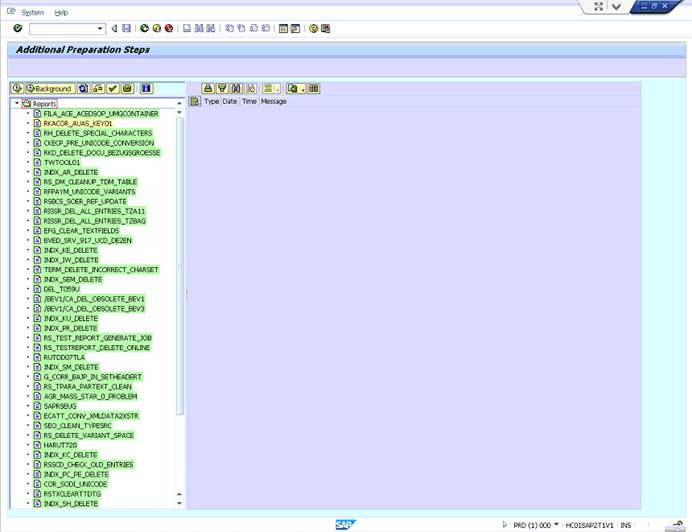 System
Additional Preparation Steps
Background
Type Date Time Message
Reports
FILA_ACE_ACEDSOP_UMGCONTAINER
RKACOR_AUAS_KEY01
RH_DELETE_SPECIAL_CHARACTERS
CKECP_PRE_UNICODE_CONVERSION
RKD_DELETE_DOCU_BEZUGSGROESSE
TWTOOL01
INDX_AR_DELETE
RS_DM_CLEANUP_TDM_TABLE
RFPAYM_UNICODE_VARIANTS
RSBCS_SOER_REF_UPDATE
RISSR_DEL_ALL_ENTRIES_TZA11
RISSR_DEL_ALL_ENTRIES_TZBAG
EFG_CLEAR_TEXTFIELDS
BVED_SRV_917_UCD_DE2EN
INDX_KE_DELETE
INDX_IW_DELETE
TERM_DELETE_INCORRECT_CHARSET
INDX_SEM_DELETE
DEL_T059U
/BEV1/CA_DEL_OBSOLETE_BEV1
/BEV1/CA_DEL_OBSOLETE_BEV3
INDX_KU_DELETE
INDX_PR_DELETE
RS_TEST_REPORT_GENERATE_JOB
RS_TESTREPORT_DELETE_ONLINE
RUTDD07TLA
INDX_SM_DELETE
G_CORR_BAJP_IN_SETHEADERT
RS_TPARA_PARTEXT_CLEAN
AGR_MASS_STAR_0_PROBLEM
SAPRSEUG
ECATT_CONV_XMLDATA2XSTR
SEO_CLEAN_TYPESRC
RS_DELETE_VARIANT_SPACE
HARUT720
INDX_KC_DELETE
RSSCD_CHECK_OLD_ENTRIES
INDX_PC_PE_DELETE
COR_SODI_UNICODE
RSTXCLEARTTDTG
INDX_SH_DELETE
SAP
PRD (1) 000 HC01SAP2T1V1 INS